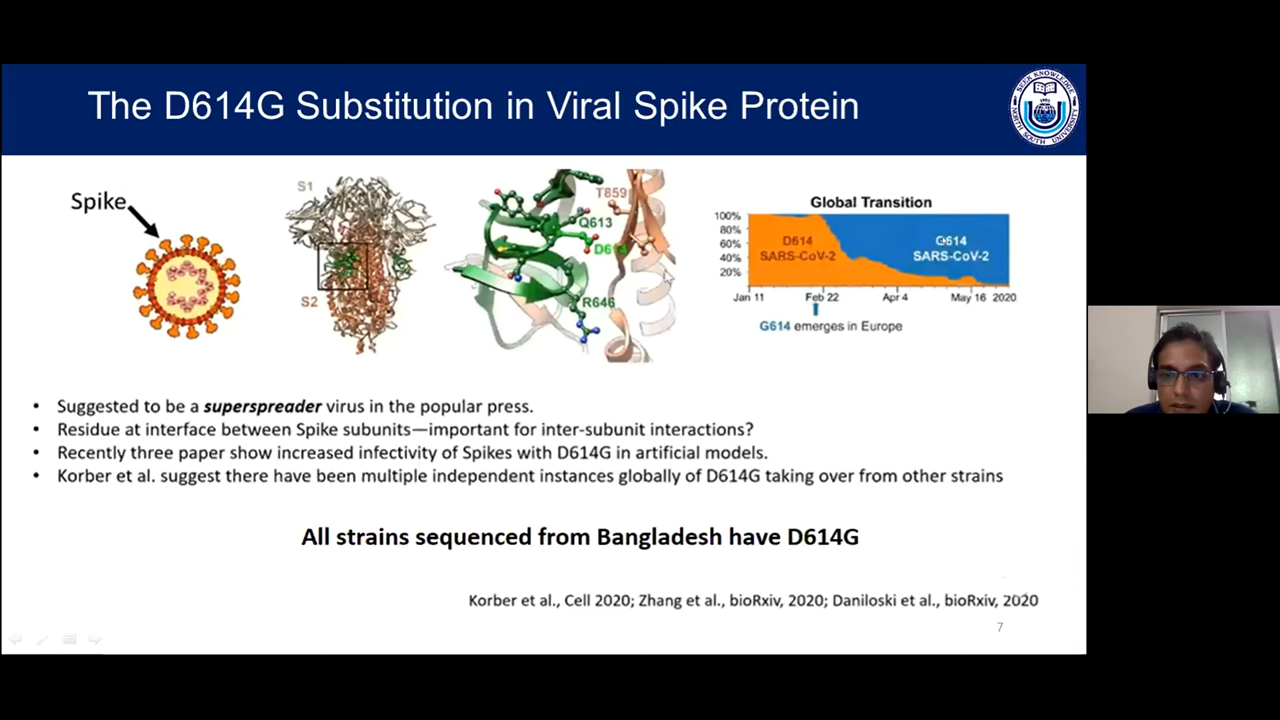 The D614G Substitution in Viral Spike Protein
SEEK KNOWLEDGE
1992
NORTH SOUTH UNIVERSITY
Spike
S1
S2
T859
Q613
D614
R646
Global Transition
100%
80%
60%
40%
20%
D614
SARS-CoV-2
G614
SARS-CoV-2
Jan 11 Feb 22 Apr 4 May 16 2020
G614 emerges in Europe
• Suggested to be a superspreader virus in the popular press.
• Residue at interface between Spike subunits—important for inter-subunit interactions?
• Recently three paper show increased infectivity of Spikes with D614G in artificial models.
• Korber et al. suggest there have been multiple independent instances globally of D614G taking over from other strains
All strains sequenced from Bangladesh have D614G
Korber et al., Cell 2020; Zhang et al., bioRxiv, 2020; Daniloski et al., bioRxiv, 2020
7